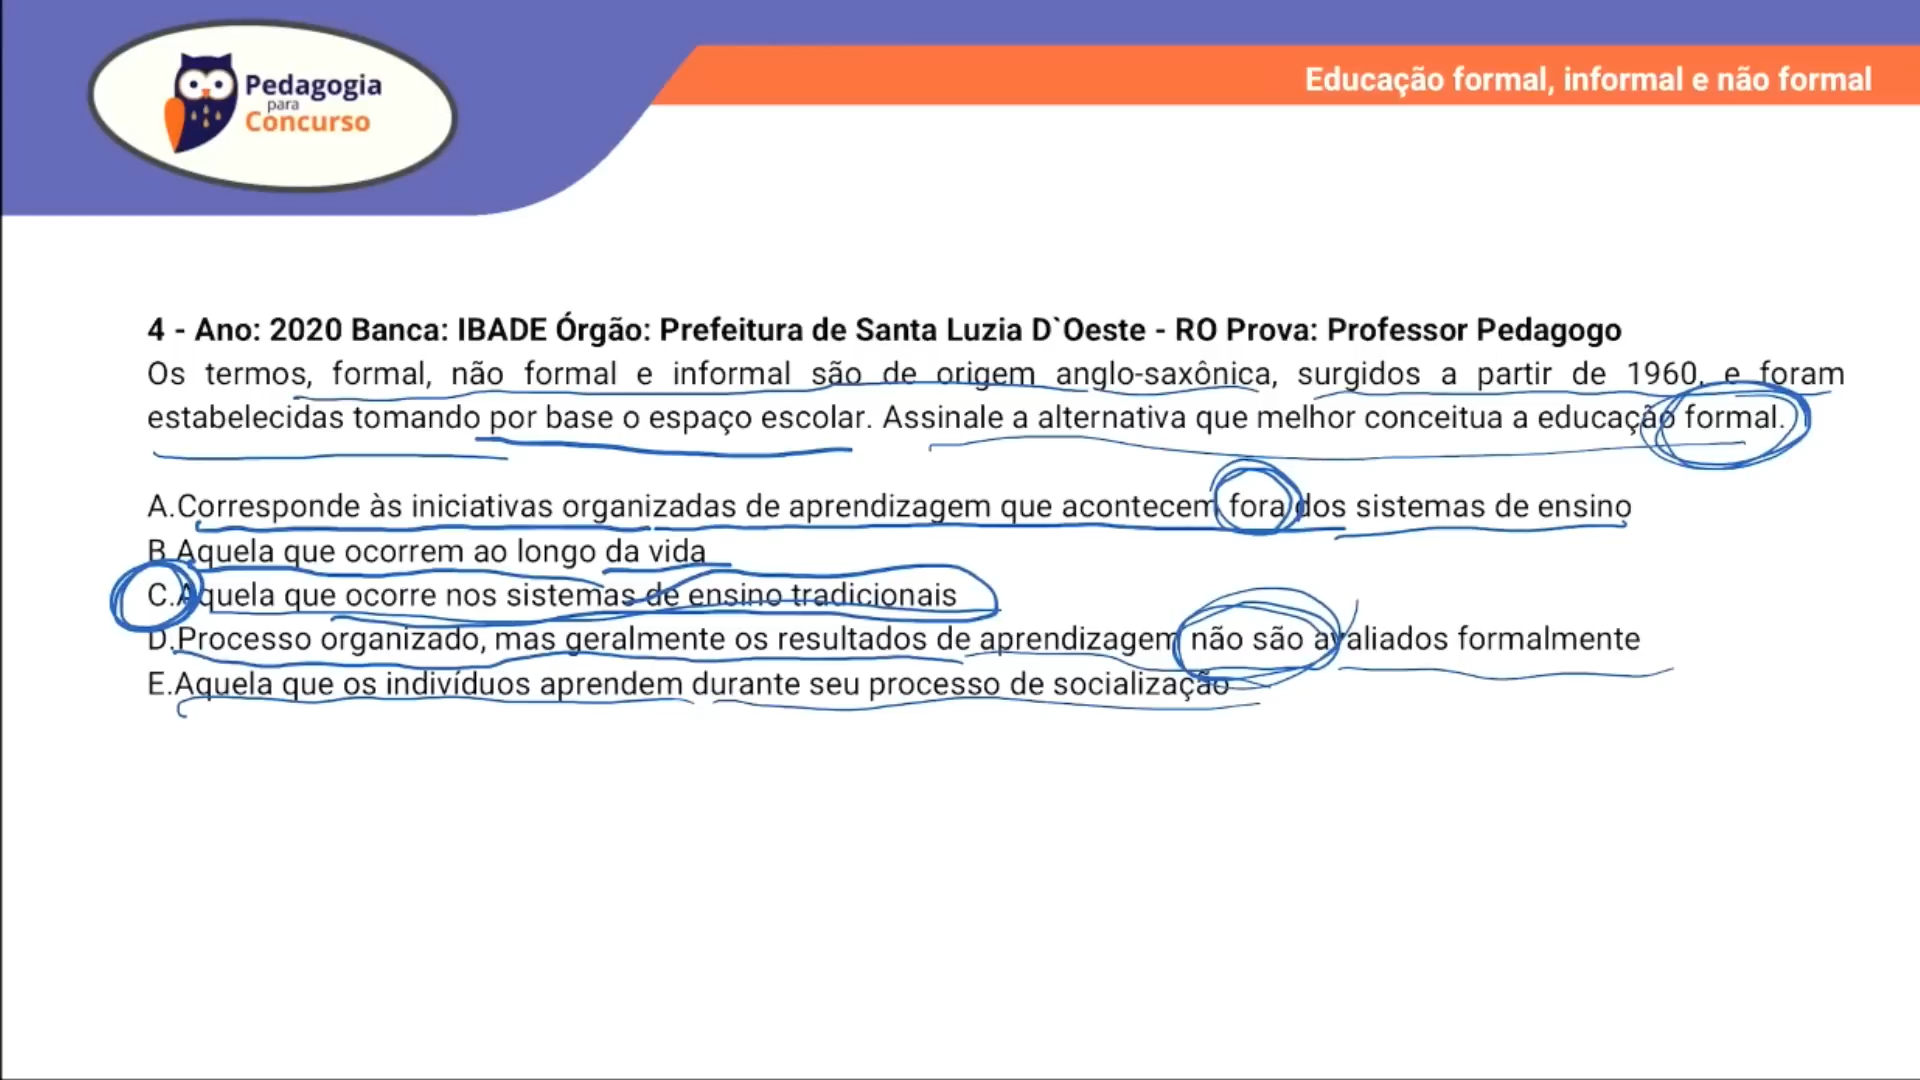 Pedagogia
para
Concurso
Educação formal, informal e não formal
4 - Ano: 2020 Banca: IBADE Órgão: Prefeitura de Santa Luzia D`Oeste - RO Prova: Professor Pedagogo
Os termos, formal, não formal e informal são de origem anglo-saxônica, surgidos a partir de 1960, e foram
estabelecidas tomando por base o espaço escolar. Assinale a alternativa que melhor conceitua a educação formal.
A.Corresponde às iniciativas organizadas de aprendizagem que acontecem fora dos sistemas de ensino
B.Aquela que ocorrem ao longo da vida
C.Aquela que ocorre nos sistemas de ensino tradicionais
D.Processo organizado, mas geralmente os resultados de aprendizagem não são avaliados formalmente
E.Aquela que os indivíduos aprendem durante seu processo de socialização